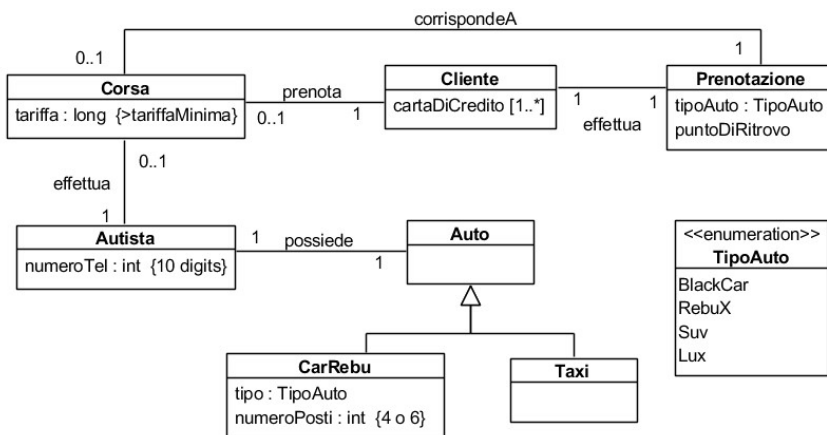 corrispondeA
0..1
1
Corsa
tariffa : long {>tariffaMinima}
prenota
0..1
1
Cliente
cartaDiCredito [1..*]
1
1
effettua
Prenotazione
tipoAuto : TipoAuto
puntoDiRitrovo
0..1
effettua
1
Autista
numeroTel : int {10 digits}
1
possiede
1
Auto
<<enumeration>>
TipoAuto
BlackCar
RebuX
Suv
Lux
CarRebu
tipo : TipoAuto
numeroPosti : int {4 o 6}
Taxi